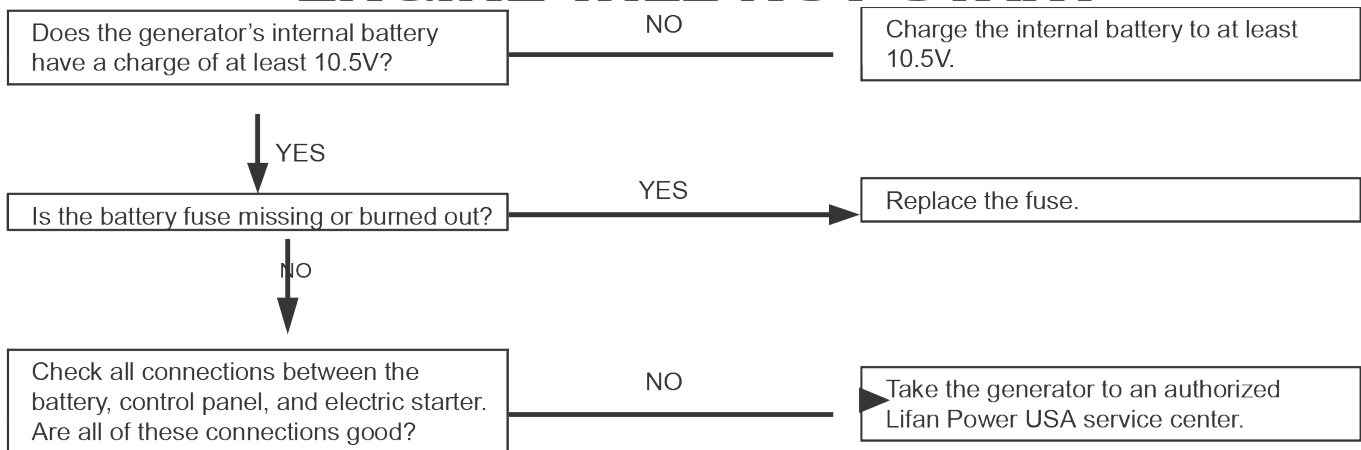 Does the generator's internal battery
have a charge of at least 10.5V?
NO
Charge the internal battery to at least
10.5V.
YES
Is the battery fuse missing or burned out?
YES
Replace the fuse.
NO
Check all connections between the
battery, control panel, and electric starter.
Are all of these connections good?
NO
Take the generator to an authorized
Lifan Power USA service center.